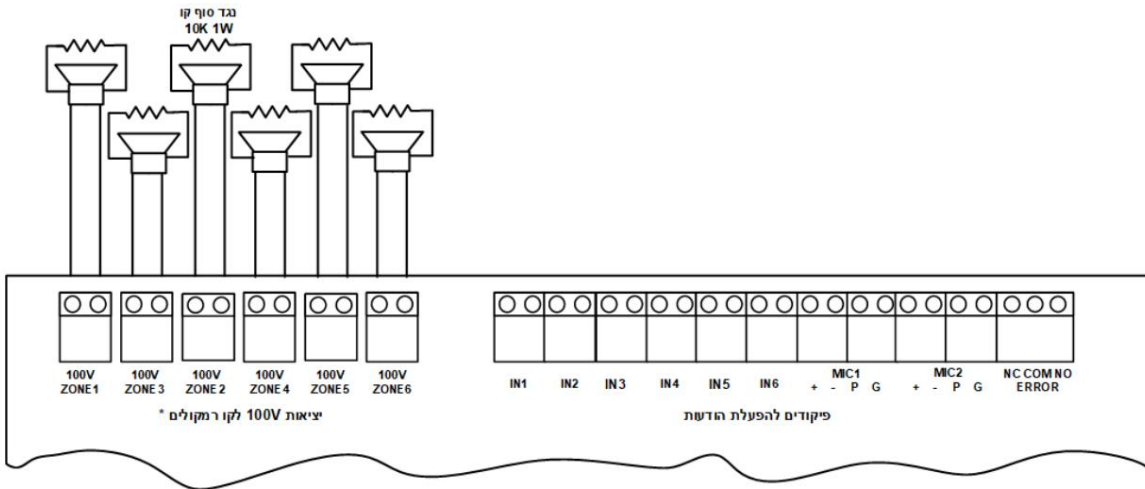 נגד סוף קו
10K 1W
100V
ZONE1
100V
ZONE3
100V
ZONE2
100V
ZONE4
100V
ZONE5
100V
ZONE6
יציאות 100V לקו רמקולים *
IN1
IN2
IN3
IN4
IN5
IN6
MIC1
+ - P G
MIC2
+ - P G
NC COM NO
ERROR
פיקודים להפעלת הודעות